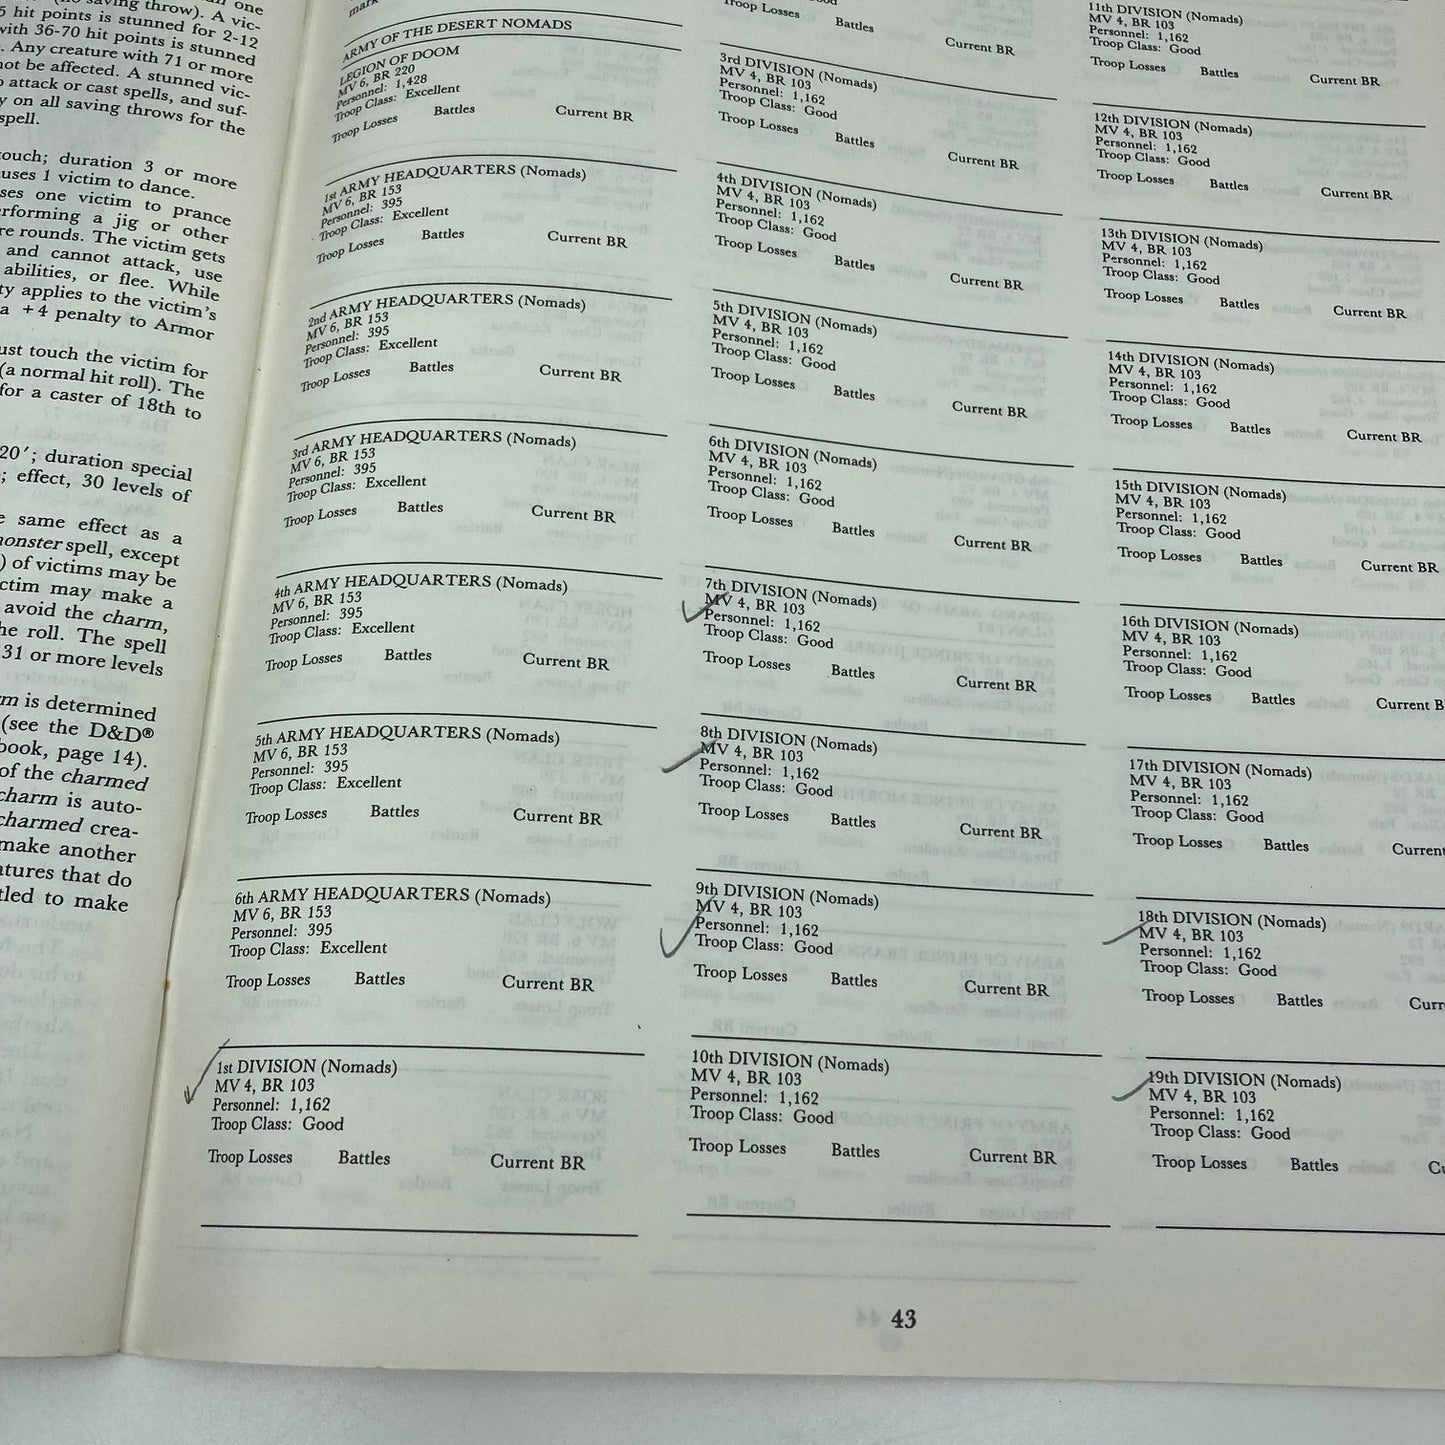 one
(no saving throw). A vic-
5 hit points is stunned for 2-12
with 36-70 hit points is stunned
. Any creature with 71 or more
not be affected. A stunned vic-
attack or cast spells, and suf-
on all saving throws for the
spell.
touch; duration 3 or more
uses 1 victim to dance.
ses one victim to prance
erforming a jig or other
re rounds. The victim gets
and cannot attack, use
abilities, or flee. While
ty applies to the victim's
a +4 penalty to Armor
ust touch the victim for
(a normal hit roll). The
for a caster of 18th to
20′; duration special
; effect, 30 levels of
e same effect as a
monster spell, except
) of victims may be
ctim may make a
avoid the charm,
he roll. The spell
31 or more levels
rm is determined
(see the D&D®
book, page 14).
of the charmed
charm is auto-
charmed crea-
make another
atures that do
tled to make
mark
ARMY OF THE DESERT NOMADS
LEGION OF DOOM
MV 6, BR 220
Personnel: 1,428
Troop Class: Excellent
Troop Losses Battles Current BR
1st ARMY HEADQUARTERS (Nomads)
MV 6, BR 153
Personnel: 395
Troop Class: Excellent
Troop Losses Battles Current BR
2nd ARMY HEADQUARTERS (Nomads)
MV 6, BR 153
Personnel: 395
Troop Class: Excellent
Troop Losses Battles Current BR
3rd ARMY HEADQUARTERS (Nomads)
MV 6, BR 153
Personnel: 395
Troop Class: Excellent
Troop Losses Battles Current BR
4th ARMY HEADQUARTERS (Nomads)
MV 6, BR 153
Personnel: 395
Troop Class: Excellent
Troop Losses Battles Current BR
5th ARMY HEADQUARTERS (Nomads)
MV 6, BR 153
Personnel: 395
Troop Class: Excellent
Troop Losses Battles Current BR
6th ARMY HEADQUARTERS (Nomads)
MV 6, BR 153
Personnel: 395
Troop Class: Excellent
Troop Losses Battles Current BR
1st DIVISION (Nomads)
MV 4, BR 103
Personnel: 1,162
Troop Class: Good
Troop Losses Battles Current BR
Troop Losses Battles Current BR
3rd DIVISION (Nomads)
MV 4, BR 103
Personnel: 1,162
Troop Class: Good
Troop Losses Battles Current BR
4th DIVISION (Nomads)
MV 4, BR 103
Personnel: 1,162
Troop Class: Good
Troop Losses Battles Current BR
5th DIVISION (Nomads)
MV 4, BR 103
Personnel: 1,162
Troop Class: Good
Troop Losses Battles Current BR
6th DIVISION (Nomads)
MV 4, BR 103
Personnel: 1,162
Troop Class: Good
Troop Losses Battles Current BR
7th DIVISION (Nomads)
MV 4, BR 103
Personnel: 1,162
Troop Class: Good
Troop Losses Battles Current BR
8th DIVISION (Nomads)
MV 4, BR 103
Personnel: 1,162
Troop Class: Good
Troop Losses Battles Current BR
9th DIVISION (Nomads)
MV 4, BR 103
Personnel: 1,162
Troop Class: Good
Troop Losses Battles Current BR
10th DIVISION (Nomads)
MV 4, BR 103
Personnel: 1,162
Troop Class: Good
Troop Losses Battles Current BR
11th DIVISION (Nomads)
MV 4, BR 103
Personnel: 1,162
Troop Class: Good
Troop Losses Battles Current BR
12th DIVISION (Nomads)
MV 4, BR 103
Personnel: 1,162
Troop Class: Good
Troop Losses Battles Current BR
13th DIVISION (Nomads)
MV 4, BR 103
Personnel: 1,162
Troop Class: Good
Troop Losses Battles Current BR
14th DIVISION (Nomads)
MV 4, BR 103
Personnel: 1,162
Troop Class: Good
Troop Losses Battles Current BR
15th DIVISION (Nomads)
MV 4, BR 103
Personnel: 1,162
Troop Class: Good
Troop Losses Battles Current BR
16th DIVISION (Nomads)
MV 4, BR 103
Personnel: 1,162
Troop Class: Good
Troop Losses Battles Current B
17th DIVISION (Nomads)
MV 4, BR 103
Personnel: 1,162
Troop Class: Good
Troop Losses Battles Current
18th DIVISION (Nomads)
MV 4, BR 103
Personnel: 1,162
Troop Class: Good
Troop Losses Battles Curr
19th DIVISION (Nomads)
MV 4, BR 103
Personnel: 1,162
Troop Class: Good
Troop Losses Battles Cu
43